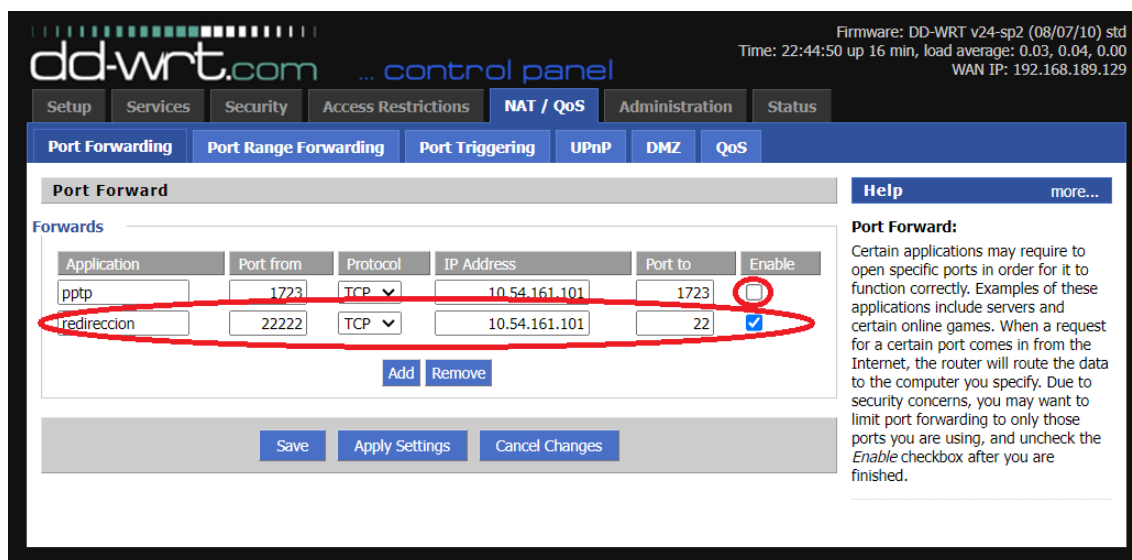 Firmware: DD-WRT v24-sp2 (08/07/10) std
Time: 22:44:50 up 16 min, load average: 0.03, 0.04, 0.00
WAN IP: 192.168.189.129
dd-wrt.com ... control panel
Setup Services Security Access Restrictions NAT / QoS Administration Status
Port Forwarding Port Range Forwarding Port Triggering UPnP DMZ QoS
Port Forward
Forwards
Application Port from Protocol IP Address Port to Enable
pptp 1723 TCP 10.54.161.101 1723
redireccion 22222 TCP 10.54.161.101 22
Add Remove
Save Apply Settings Cancel Changes
Help more...
Port Forward:
Certain applications may require to
open specific ports in order for it to
function correctly. Examples of these
applications include servers and
certain online games. When a request
for a certain port comes in from the
Internet, the router will route the data
to the computer you specify. Due to
security concerns, you may want to
limit port forwarding to only those
ports you are using, and uncheck the
Enable checkbox after you are
finished.